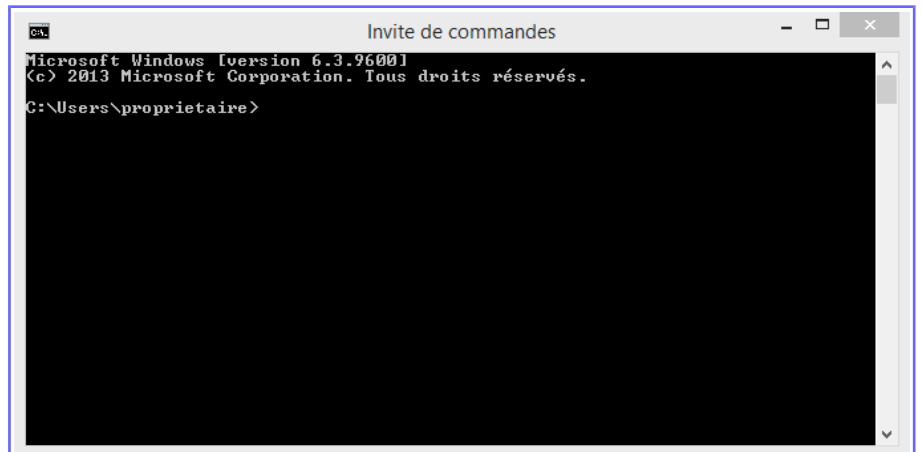 Invite de commandes
Microsoft Windows [version 6.3.9600]
(c) 2013 Microsoft Corporation. Tous droits réservés.
C:\Users\proprietaire>